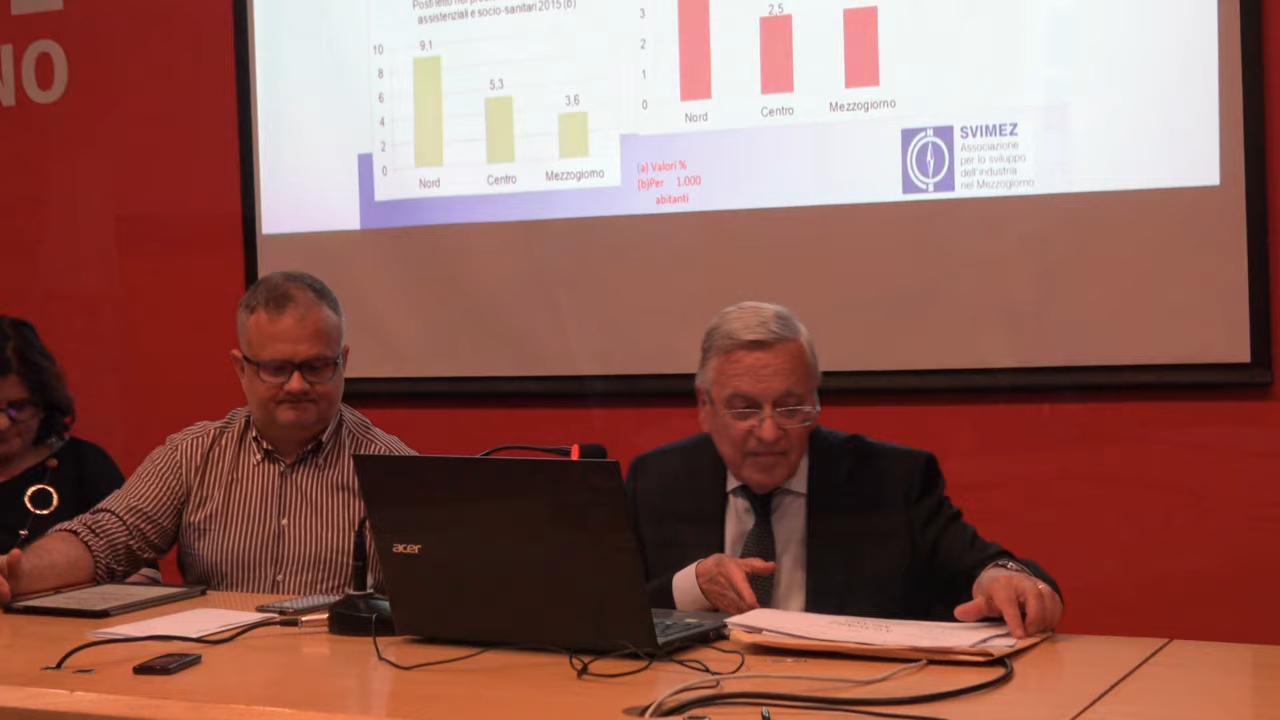 NO
assistenziali e socio-sanitari 2015 (b)
10
8
6
4
2
0
9,1
5,3
3,6
Nord
Centro
Mezzogiorno
3
2
1
0
2,5
Nord
Centro
Mezzogiorno
(a) Valori %
(b)Per 1.000
abitanti
SVIMEZ
Associazione
per lo sviluppo
dell'industria
nel Mezzogiorno
acer